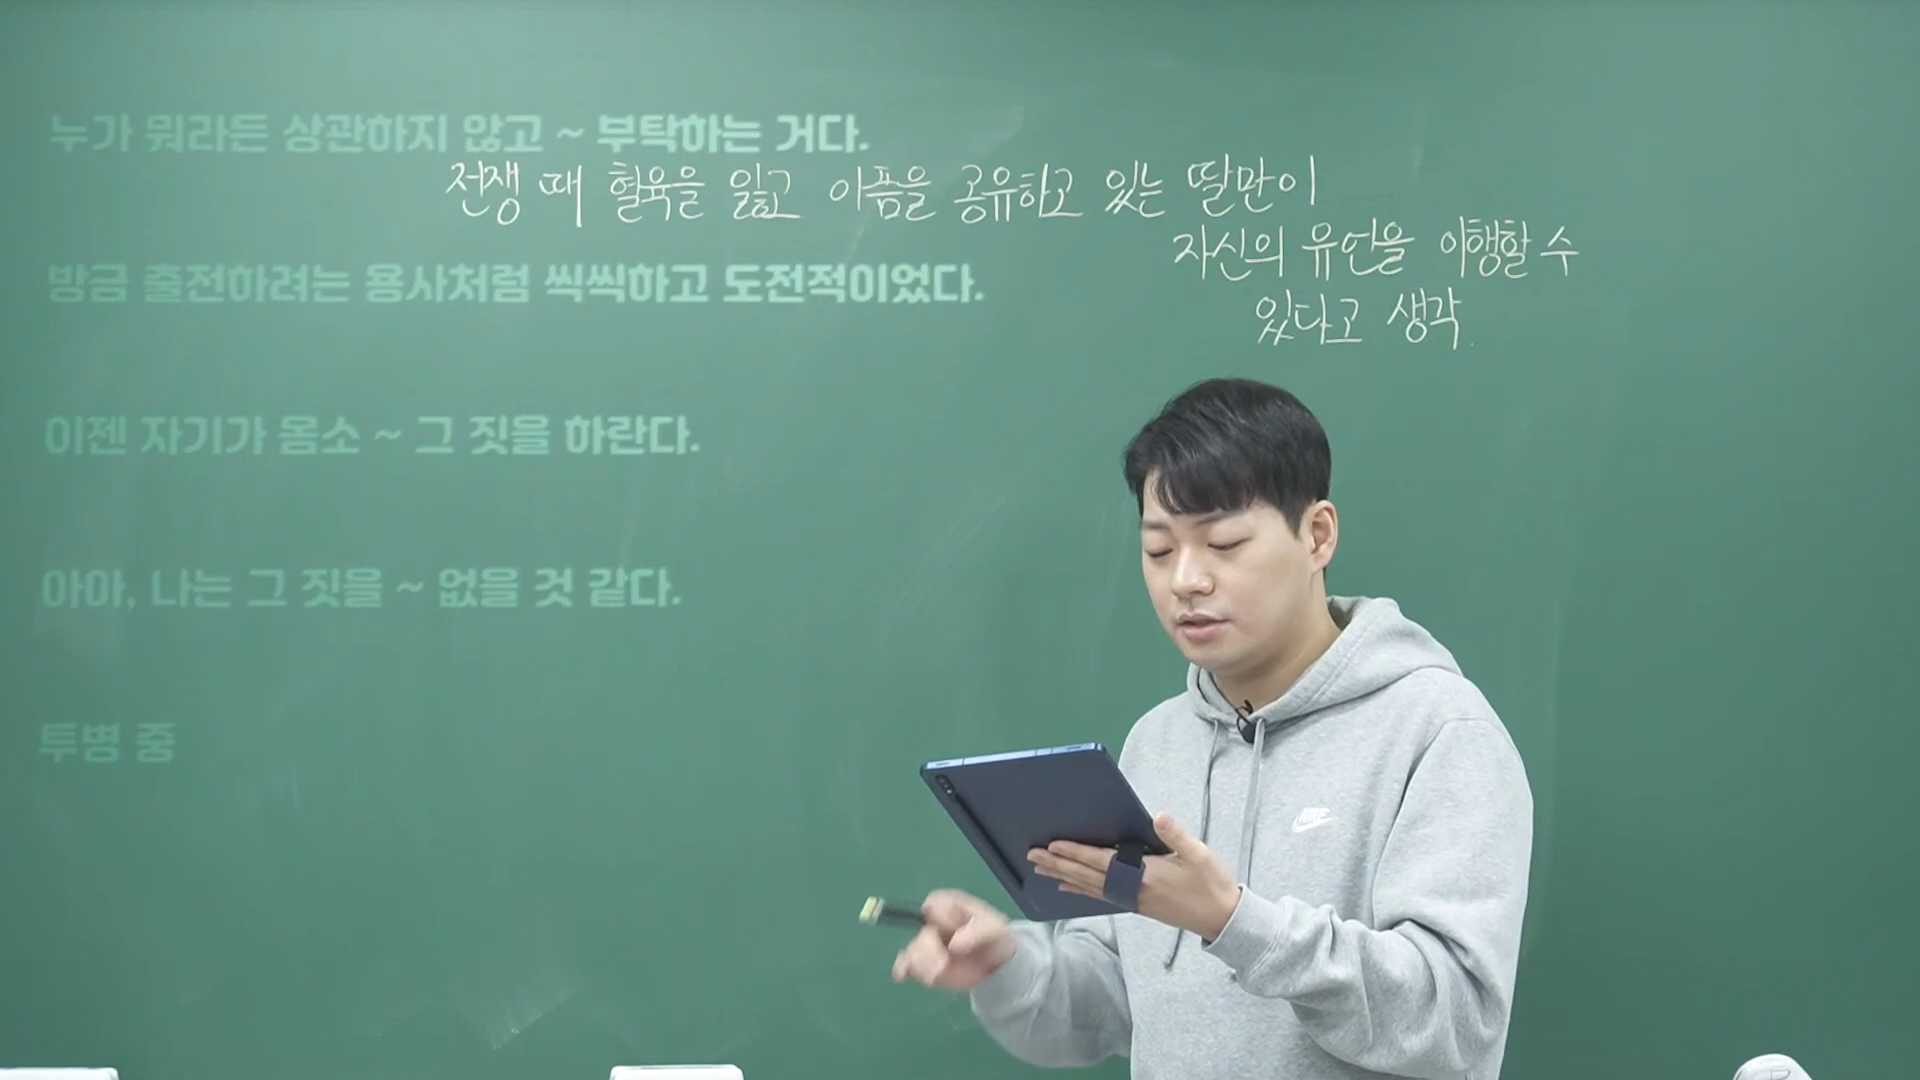 누가 뭐라든 상관하지 않고 ~ 부탁하는 거다.
전쟁 때 혈육을 잃고 아픔을 공유하고 있는 딸만이
자신의 유언을 이행할 수
있다고 생각.
방금 출전하려는 용사처럼 씩씩하고 도전적이었다.
이젠 자기가 몸소 ~ 그 짓을 하란다.
아아, 나는 그 짓을 ~ 없을 것 같다.
투병 중
NIKE